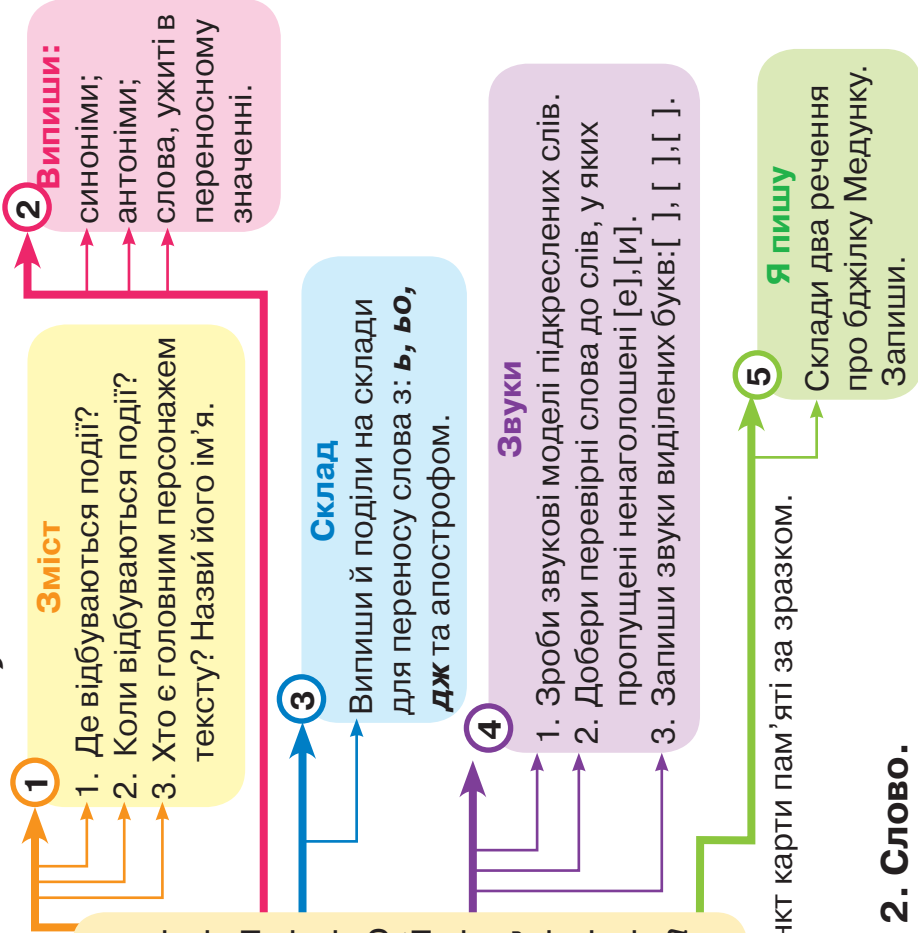 1
Зміст
1. Де відбуваються події?
2. Коли відбуваються події?
3. Хто є головним персонажем
тексту? Назви́ його ім’я.
2
Випиши:
синоніми;
антоніми;
слова, ужиті в
переносному
значенні.
3
Склад
Випиши й поділи на склади
для переносу слова з: ь, ьо,
дж та апострофом.
4
Звуки
1. Зроби звукові моделі підкреслених слів.
2. Добери перевірні слова до слів, у яких
пропущені ненаголошені [е],[и].
3. Запиши звуки виділених букв:[ ], [ ],[ ].
5
Я пишу
Склади два речення
про бджілку Медунку.
Запиши.
карти пам’яті за зразком.
2. Слово.